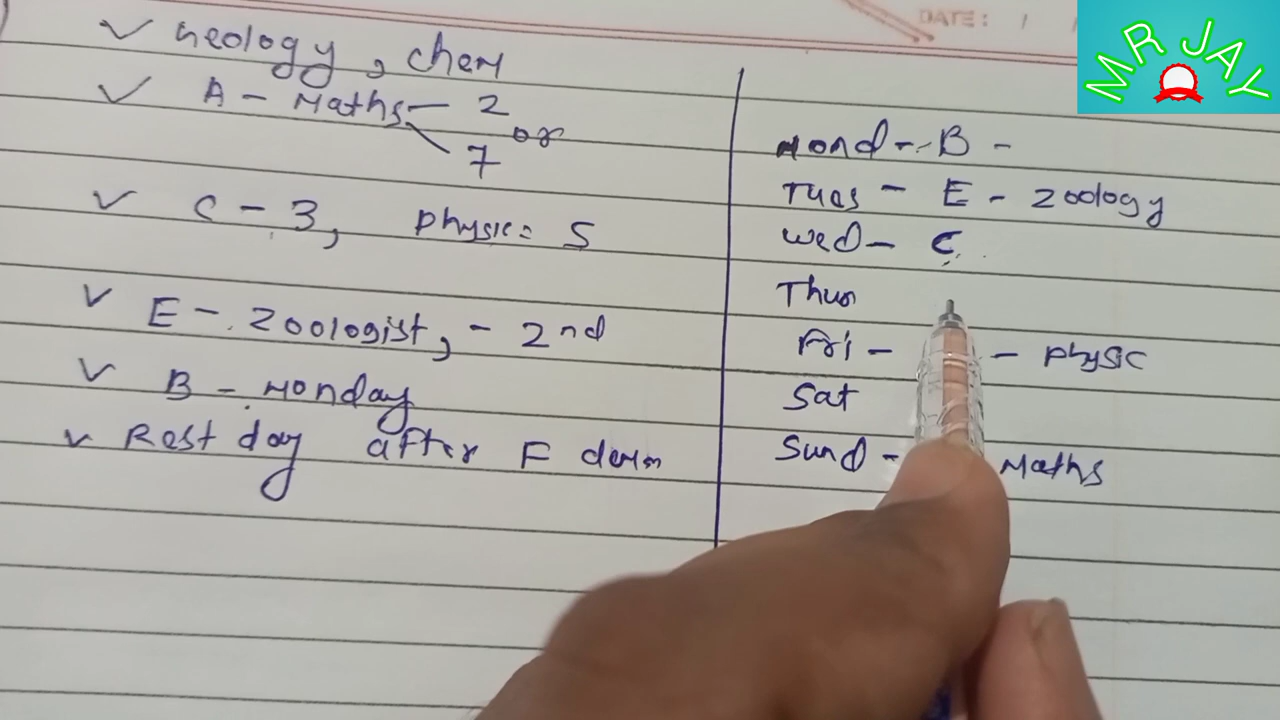 DATE: / /
MR JAY
✓ Geology, chem
✓ A - Maths - 2
or
7
✓ C - 3, Physic = 5
✓ E - Zoologist, - 2nd
✓ B - Monday
✓ Rest day after F
Mond - B -
Tues - E - Zoology
Wed - C
Thur
Fri - - Physic
Sat
Sund - Maths